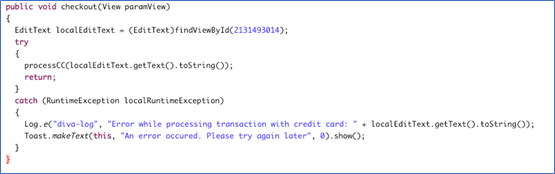 public void checkout(View paramView)
{
EditText localEditText = (EditText)findViewById(2131493014);
try
{
processCC(localEditText.getText().toString());
return;
}
catch (RuntimeException localRuntimeException)
{
Log.e("diva-log", "Error while processing transaction with credit card: " + localEditText.getText().toString());
Toast.makeText(this, "An error occured. Please try again later", 0).show();
}
}